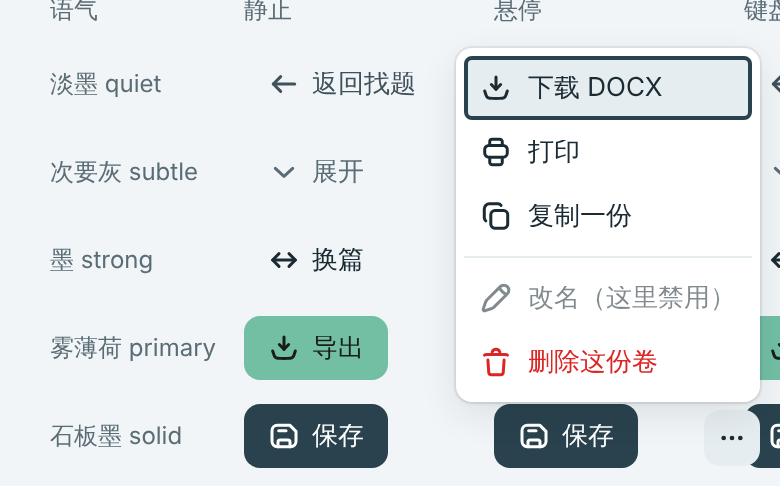 语气 静止 悬停 键盘
淡墨 quiet 返回找题
下载 DOCX
打印
次要灰 subtle 展开
复制一份
墨 strong 换篇
改名（这里禁用）
雾薄荷 primary 导出
删除这份卷
石板墨 solid 保存 保存